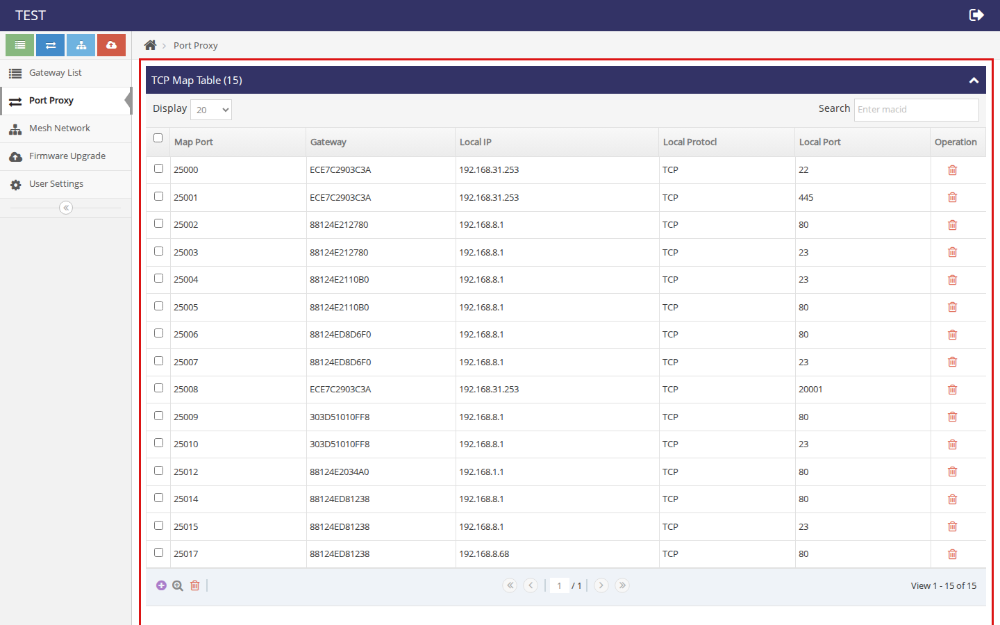 TEST
Port Proxy
Gateway List
Port Proxy
Mesh Network
Firmware Upgrade
User Settings
TCP Map Table (15)
Display 20 Search Enter macid
Map Port Gateway Local IP Local Protocl Local Port Operation
25000 ECE7C2903C3A 192.168.31.253 TCP 22
25001 ECE7C2903C3A 192.168.31.253 TCP 445
25002 88124E212780 192.168.8.1 TCP 80
25003 88124E212780 192.168.8.1 TCP 23
25004 88124E2110B0 192.168.8.1 TCP 23
25005 88124E2110B0 192.168.8.1 TCP 80
25006 88124ED8D6F0 192.168.8.1 TCP 80
25007 88124ED8D6F0 192.168.8.1 TCP 23
25008 ECE7C2903C3A 192.168.31.253 TCP 20001
25009 303D51010FF8 192.168.8.1 TCP 80
25010 303D51010FF8 192.168.8.1 TCP 23
25012 88124E2034A0 192.168.1.1 TCP 80
25014 88124ED81238 192.168.8.1 TCP 80
25015 88124ED81238 192.168.8.1 TCP 23
25017 88124ED81238 192.168.8.68 TCP 80
1 / 1 View 1 - 15 of 15